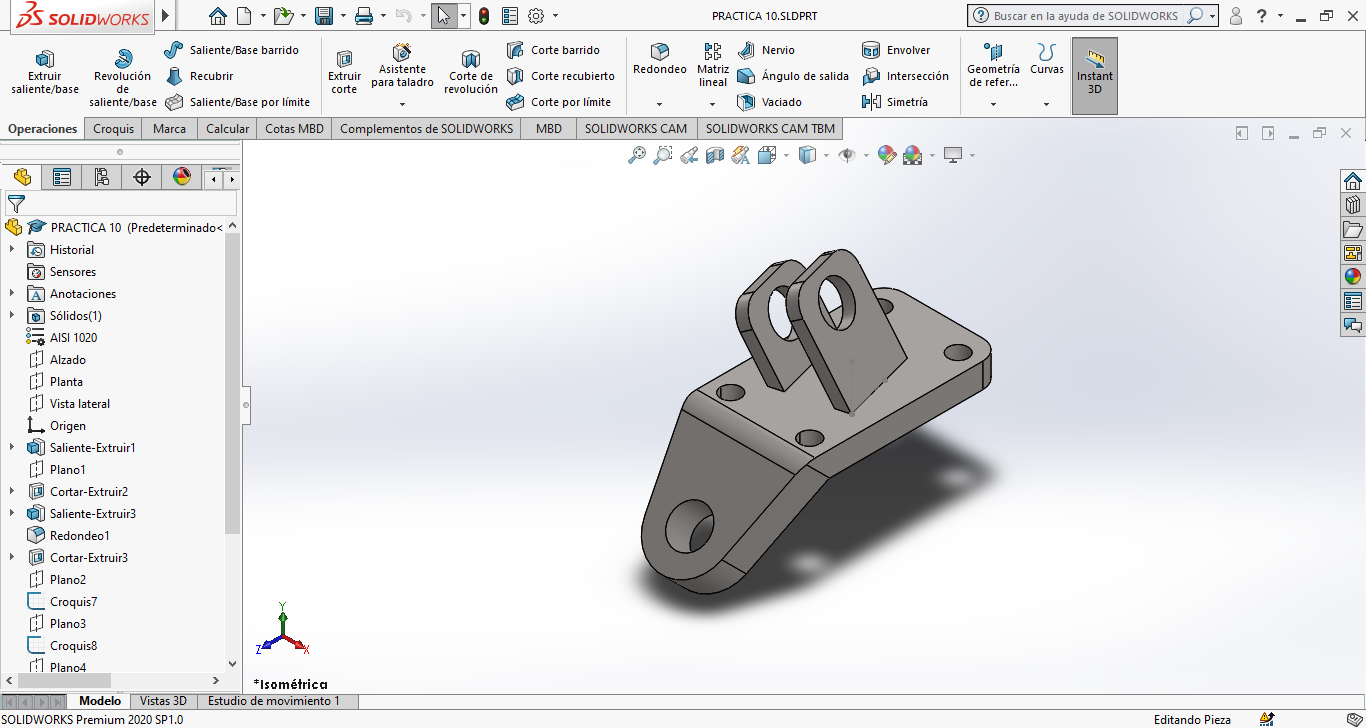 SOLIDWORKS
PRACTICA 10.SLDPRT
Buscar en la ayuda de SOLIDWORKS
?
Extruir
saliente/base
Revolución
de
saliente/base
Saliente/Base barrido
Recubrir
Saliente/Base por límite
Extruir
corte
Asistente
para taladro
Corte de
revolución
Corte barrido
Corte recubierto
Corte por límite
Redondeo
Matriz
lineal
Nervio
Ángulo de salida
Vaciado
Envolver
Intersección
Simetría
Geometría
de refer...
Curvas
Instant
3D
Operaciones
Croquis
Marca
Calcular
Cotas MBD
Complementos de SOLIDWORKS
MBD
SOLIDWORKS CAM
SOLIDWORKS CAM TBM
PRACTICA 10 (Predeterminado<
Historial
Sensores
Anotaciones
Sólidos(1)
AISI 1020
Alzado
Planta
Vista lateral
Origen
Saliente-Extruir1
Plano1
Cortar-Extruir2
Saliente-Extruir3
Redondeo1
Cortar-Extruir3
Plano2
Croquis7
Plano3
Croquis8
Plano4
Y
Z
X
*Isométrica
Modelo
Vistas 3D
Estudio de movimiento 1
SOLIDWORKS Premium 2020 SP1.0
Editando Pieza